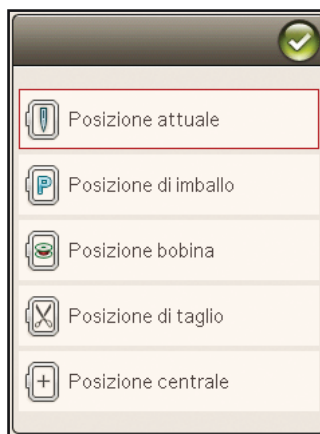 Posizione attuale
P
Posizione di imballo
Posizione bobina
Posizione di taglio
Posizione centrale